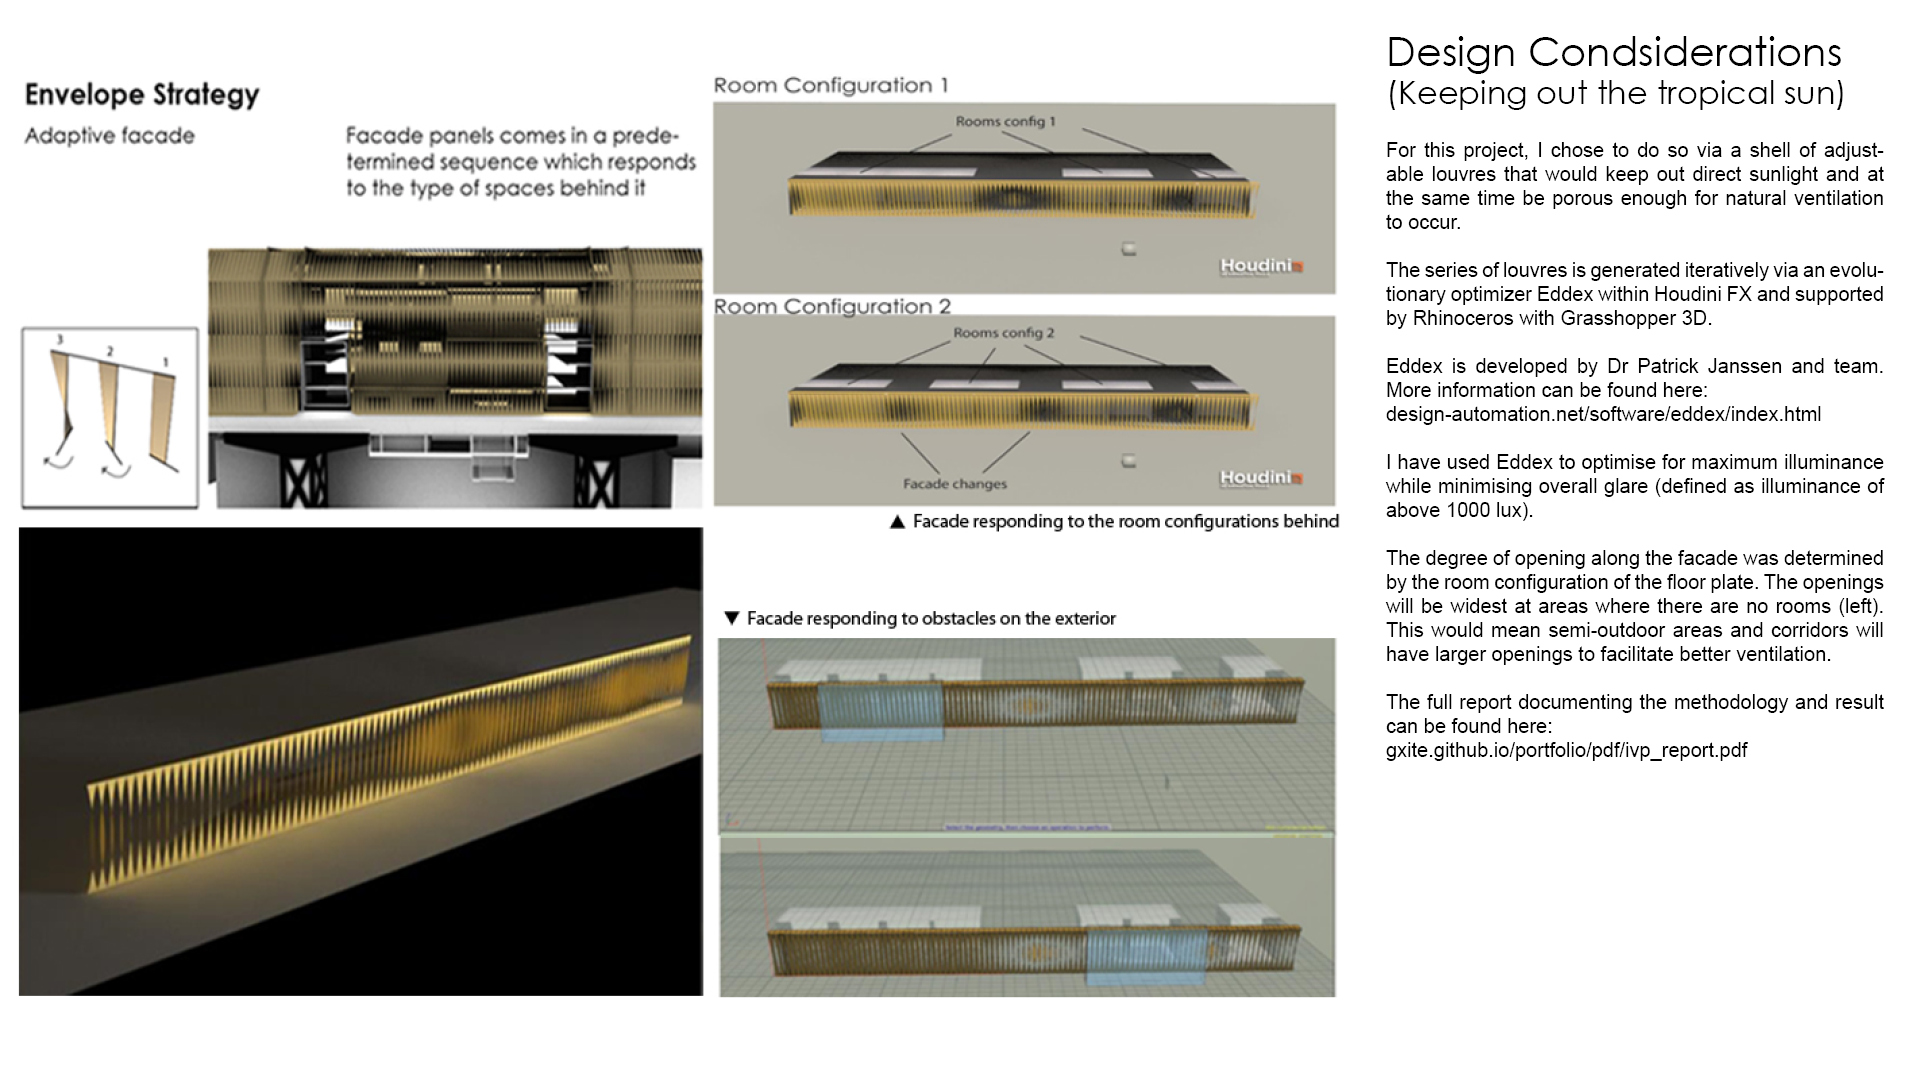 Envelope Strategy
Adaptive facade
Facade panels comes in a prede-
termined sequence which responds
to the type of spaces behind it
3
2
1
Room Configuration 1
Rooms config 1
Houdini
Room Configuration 2
Rooms config 2
Facade changes
Houdini
▲ Facade responding to the room configurations behind
▼ Facade responding to obstacles on the exterior
Design Condsiderations
(Keeping out the tropical sun)
For this project, I chose to do so via a shell of adjust-
able louvres that would keep out direct sunlight and at
the same time be porous enough for natural ventilation
to occur.
The series of louvres is generated iteratively via an evolu-
tionary optimizer Eddex within Houdini FX and supported
by Rhinoceros with Grasshopper 3D.
Eddex is developed by Dr Patrick Janssen and team.
More information can be found here:
design-automation.net/software/eddex/index.html
I have used Eddex to optimise for maximum illuminance
while minimising overall glare (defined as illuminance of
above 1000 lux).
The degree of opening along the facade was determined
by the room configuration of the floor plate. The openings
will be widest at areas where there are no rooms (left).
This would mean semi-outdoor areas and corridors will
have larger openings to facilitate better ventilation.
The full report documenting the methodology and result
can be found here:
gxite.github.io/portfolio/pdf/ivp_report.pdf